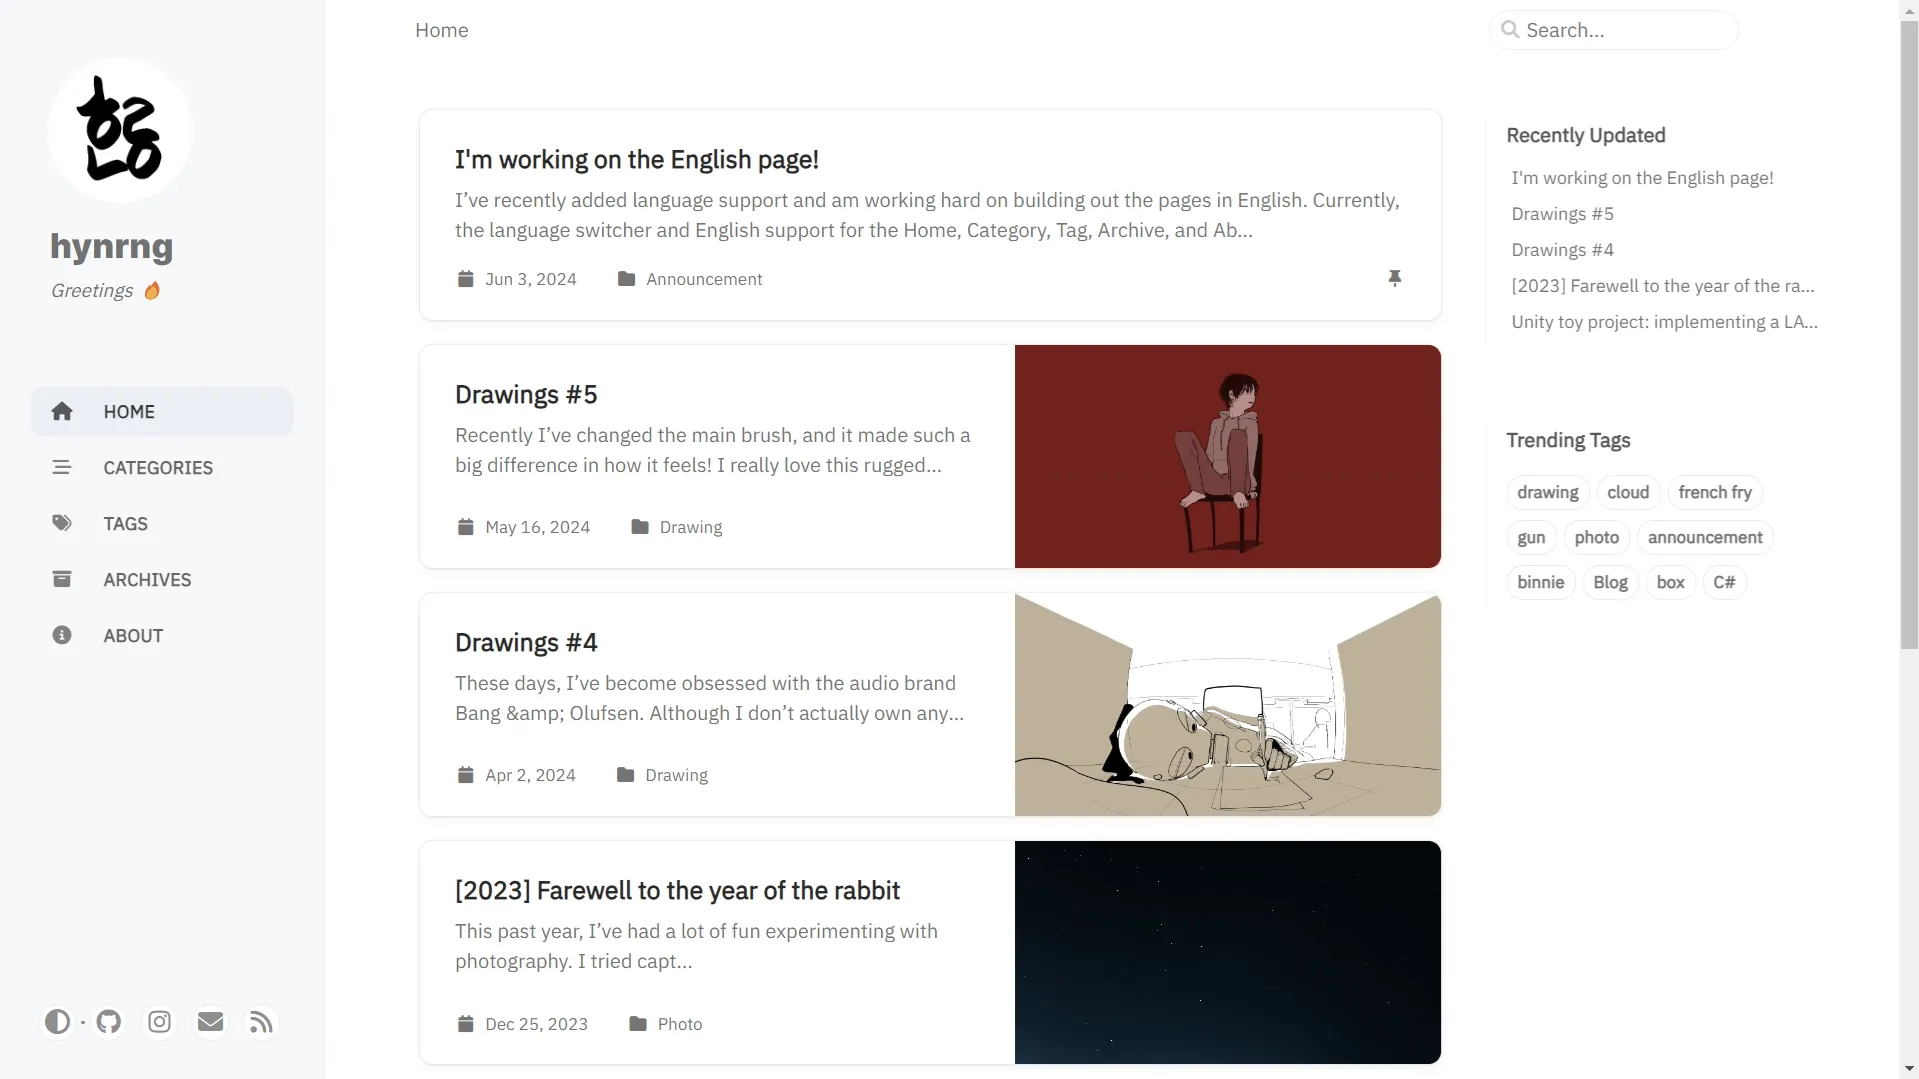 hynrng
Greetings 🔥
HOME
CATEGORIES
TAGS
ARCHIVES
ABOUT
Home
Search...
I'm working on the English page!
I’ve recently added language support and am working hard on building out the pages in English. Currently,
the language switcher and English support for the Home, Category, Tag, Archive, and Ab...
Jun 3, 2024 Announcement
Drawings #5
Recently I’ve changed the main brush, and it made such a
big difference in how it feels! I really love this rugged...
May 16, 2024 Drawing
Drawings #4
These days, I’ve become obsessed with the audio brand
Bang &amp; Olufsen. Although I don’t actually own any...
Apr 2, 2024 Drawing
[2023] Farewell to the year of the rabbit
This past year, I’ve had a lot of fun experimenting with
photography. I tried capt...
Dec 25, 2023 Photo
Recently Updated
I'm working on the English page!
Drawings #5
Drawings #4
[2023] Farewell to the year of the ra...
Unity toy project: implementing a LA...
Trending Tags
drawing cloud french fry
gun photo announcement
binnie Blog box C#